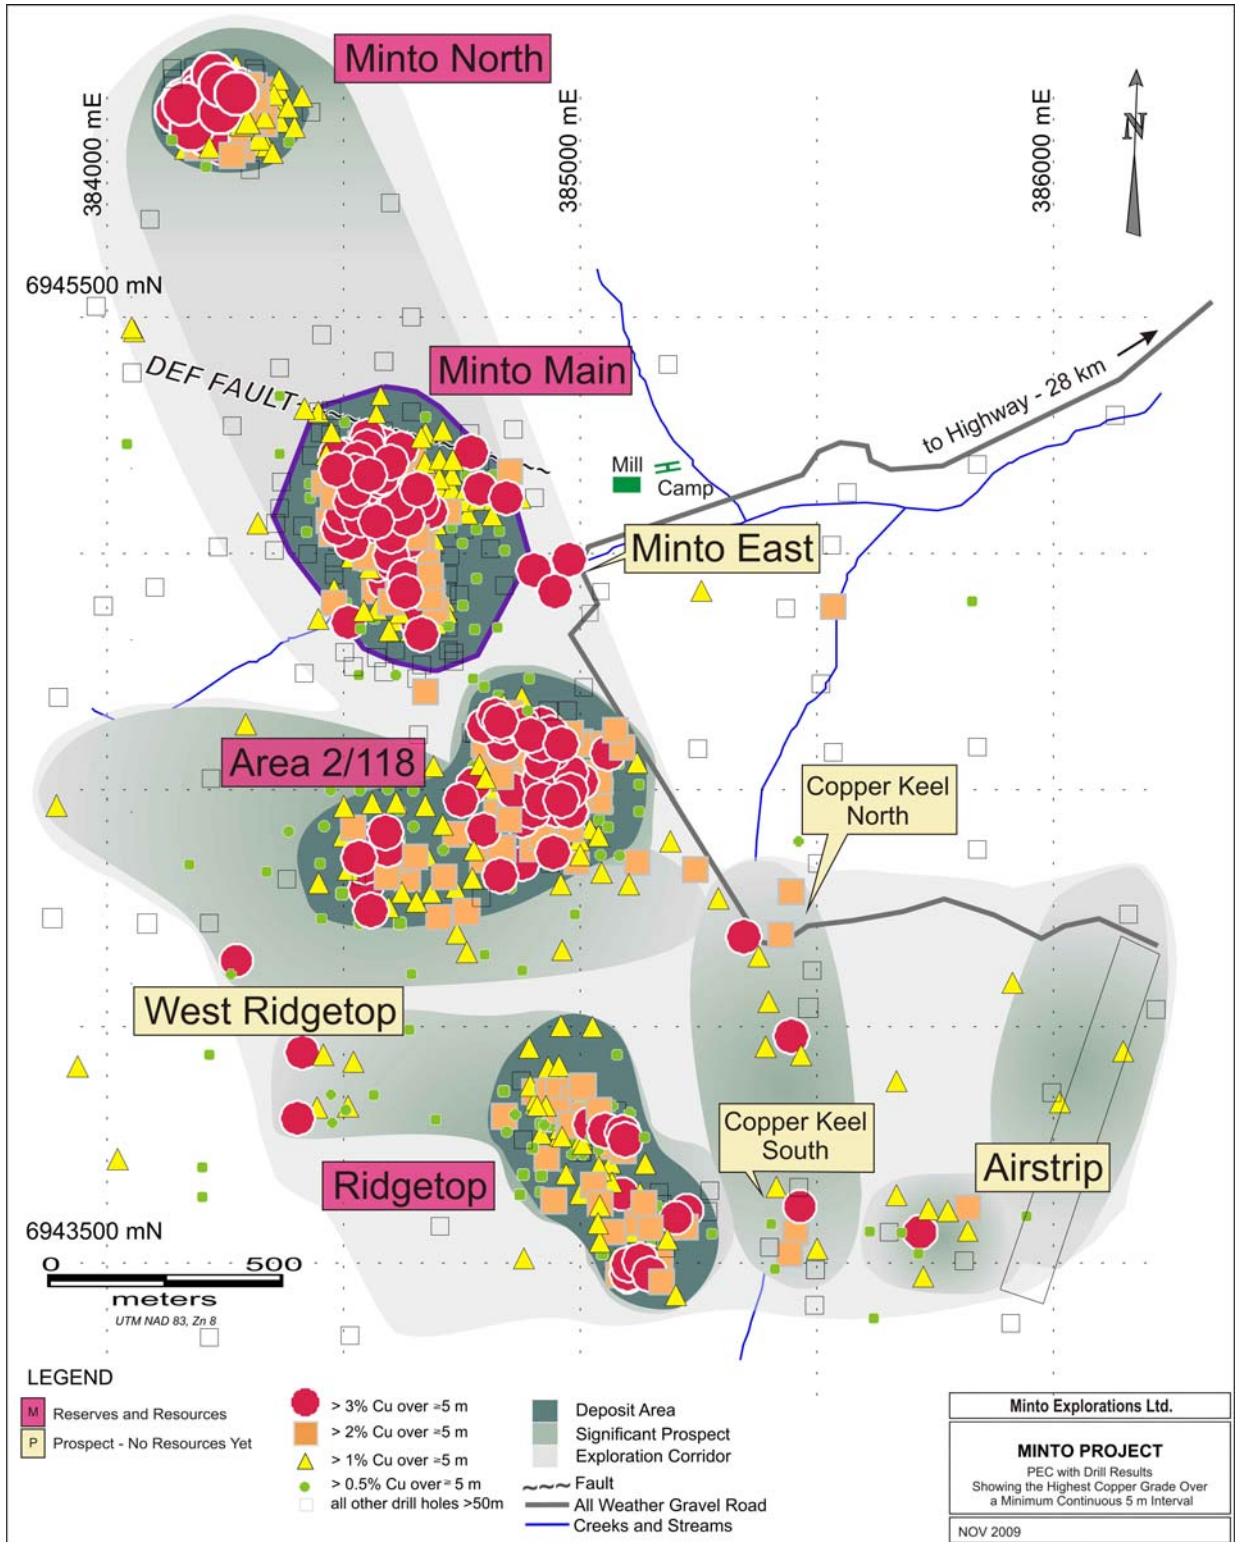 Minto North
384000 mE
385000 mE
386000 mE
N
6945500 mN
Minto Main
DEF FAULT
to Highway - 28 km
Mill
Camp
Minto East
Area 2/118
Copper Keel
North
West Ridgetop
Copper Keel
South
Airstrip
Ridgetop
6943500 mN
0 500
meters
UTM NAD 83, Zn 8
LEGEND
M Reserves and Resources
P Prospect - No Resources Yet
> 3% Cu over ≥5 m
> 2% Cu over ≥5 m
> 1% Cu over ≥5 m
> 0.5% Cu over ≥ 5 m
all other drill holes >50m
Deposit Area
Significant Prospect
Exploration Corridor
Fault
All Weather Gravel Road
Creeks and Streams
Minto Explorations Ltd.
MINTO PROJECT
PEC with Drill Results
Showing the Highest Copper Grade Over
a Minimum Continuous 5 m Interval
NOV 2009